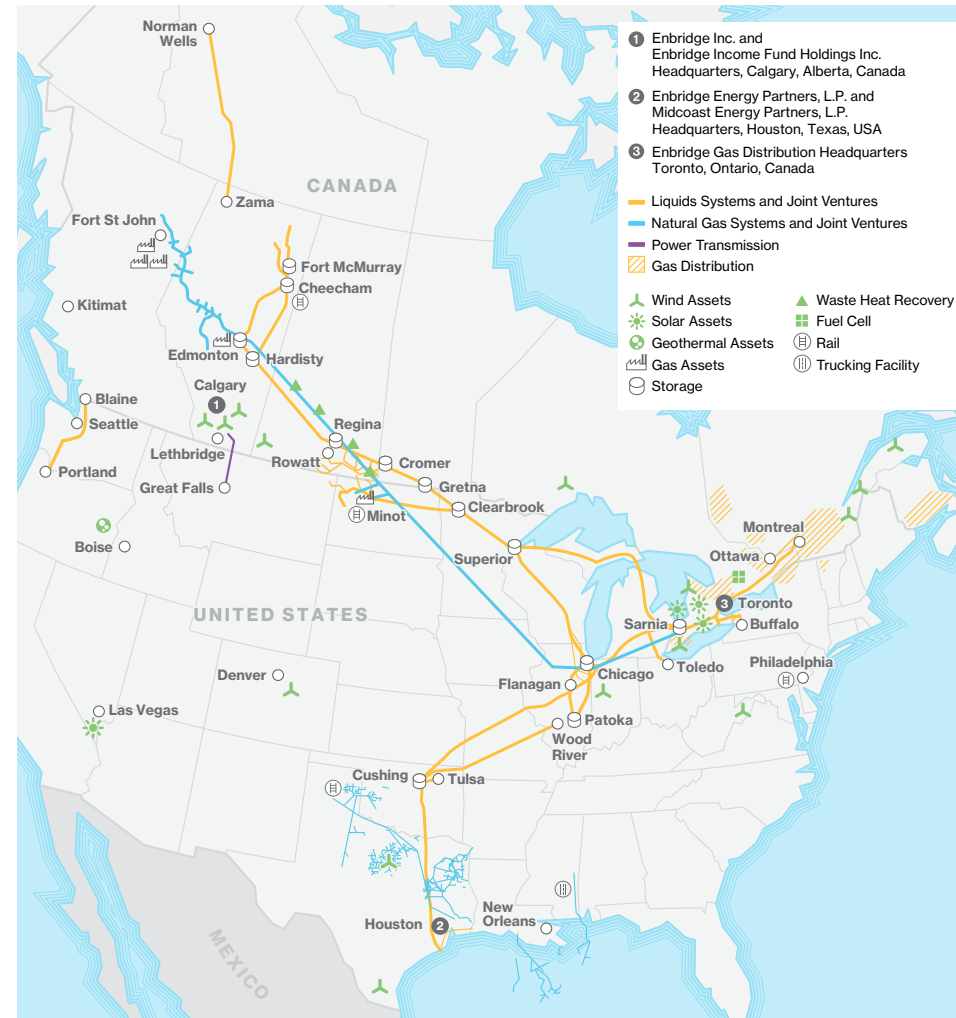 Norman
Wells
CANADA
Zama
Fort St John
Fort McMurray
Cheecham
Kitimat
Edmonton
Hardisty
Calgary
1
Blaine
Seattle
Regina
Lethbridge
Rowatt
Cromer
Portland
Great Falls
Gretna
Minot
Clearbrook
Boise
Superior
Montreal
Ottawa
UNITED STATES
3 Toronto
Sarnia
Buffalo
Denver
Toledo
Philadelphia
Chicago
Flanagan
Las Vegas
Patoka
Wood
River
Cushing
Tulsa
New
Orleans
Houston 2
MEXICO
1 Enbridge Inc. and
Enbridge Income Fund Holdings Inc.
Headquarters, Calgary, Alberta, Canada
2 Enbridge Energy Partners, L.P. and
Midcoast Energy Partners, L.P.
Headquarters, Houston, Texas, USA
3 Enbridge Gas Distribution Headquarters
Toronto, Ontario, Canada
Liquids Systems and Joint Ventures
Natural Gas Systems and Joint Ventures
Power Transmission
Gas Distribution
Wind Assets
Solar Assets
Geothermal Assets
Gas Assets
Storage
Waste Heat Recovery
Fuel Cell
Rail
Trucking Facility